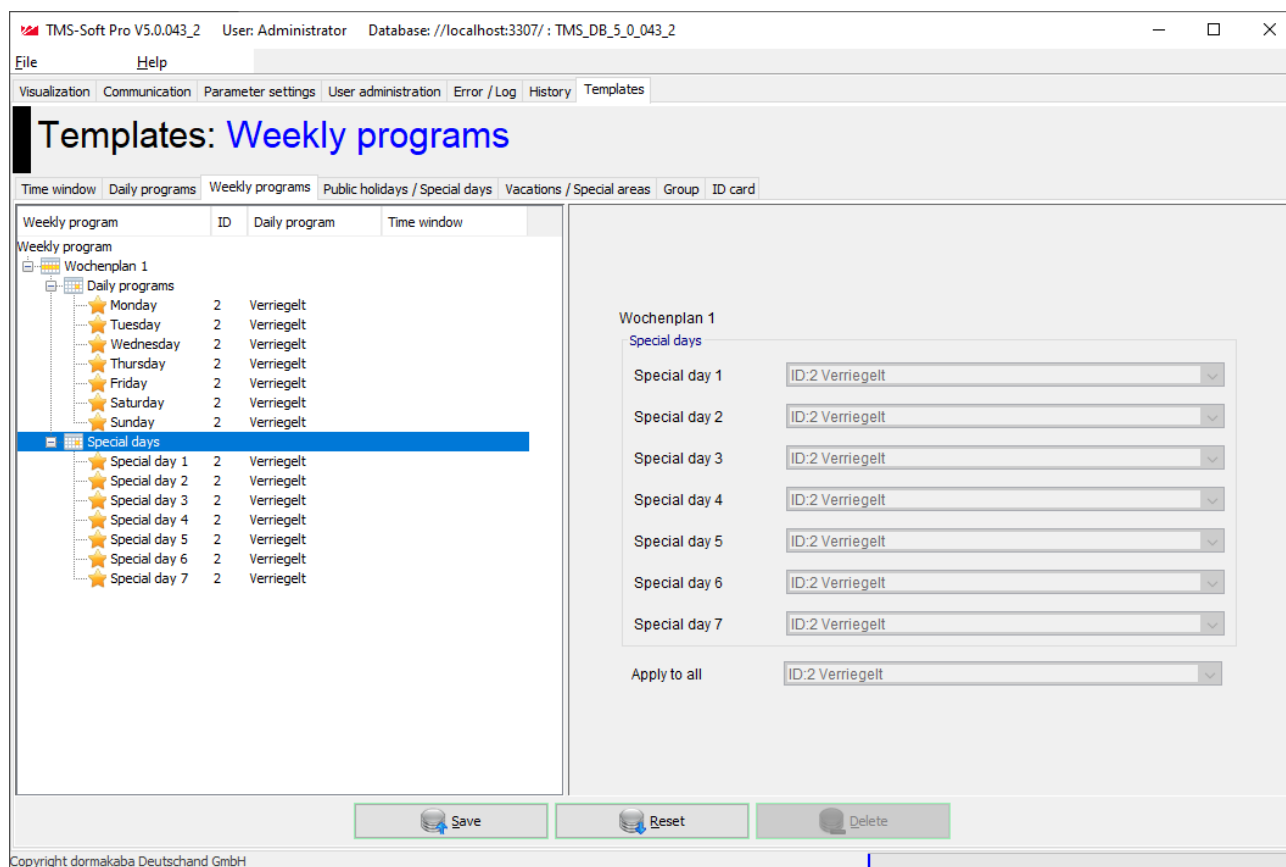 TMS-Soft Pro V5.0.043_2 User: Administrator Database: //localhost:3307/ : TMS_DB_5_0_043_2
File Help
Visualization Communication Parameter settings User administration Error / Log History Templates
Templates: Weekly programs
Time window Daily programs Weekly programs Public holidays / Special days Vacations / Special areas Group ID card
Weekly program ID Daily program Time window
Weekly program
Wochenplan 1
Daily programs
Monday 2 Verriegelt
Tuesday 2 Verriegelt
Wednesday 2 Verriegelt
Thursday 2 Verriegelt
Friday 2 Verriegelt
Saturday 2 Verriegelt
Sunday 2 Verriegelt
Special days
Special day 1 2 Verriegelt
Special day 2 2 Verriegelt
Special day 3 2 Verriegelt
Special day 4 2 Verriegelt
Special day 5 2 Verriegelt
Special day 6 2 Verriegelt
Special day 7 2 Verriegelt
Wochenplan 1
Special days
Special day 1 ID:2 Verriegelt
Special day 2 ID:2 Verriegelt
Special day 3 ID:2 Verriegelt
Special day 4 ID:2 Verriegelt
Special day 5 ID:2 Verriegelt
Special day 6 ID:2 Verriegelt
Special day 7 ID:2 Verriegelt
Apply to all ID:2 Verriegelt
Save Reset Delete
Copyright dormakaba Deutschand GmbH